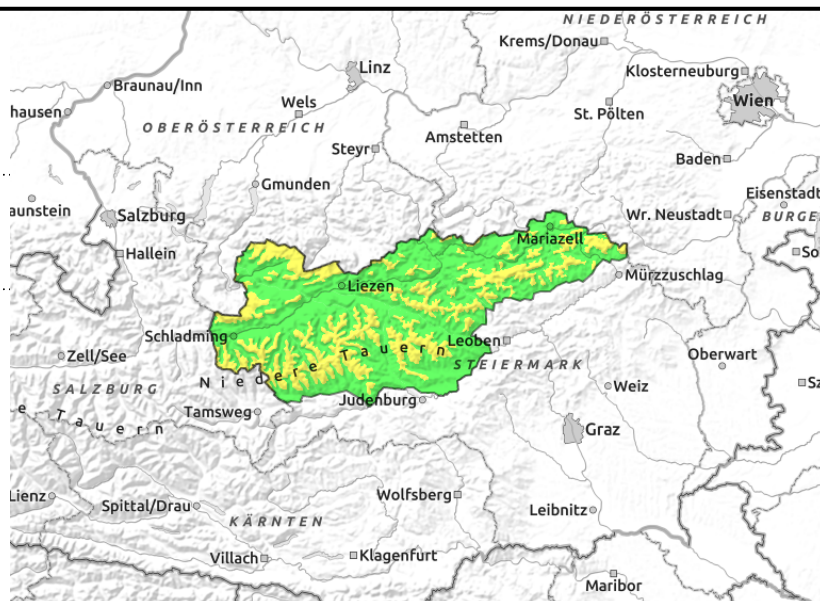 NIEDERÖSTERREICH
Krems/Donau
Linz
Klosterneuburg
Braunau/Inn
Wels
Wien
hausen
St. Pölten
OBERÖSTERREICH
Amstetten
Steyr
Baden
Gmunden
Eisenstadt
aunstein
Salzburg
Wr. Neustadt
BURGE
Mariazell
Hallein
So
Mürzzuschlag
Liezen
Schladming
Leoben
Zell/See
Niedere Tauern
Oberwart
STEIERMARK
SALZBURG
Weiz
Sz
Tamsweg
Judenburg
e Tauern
Graz
Lienz
Wolfsberg
Spittal/Drau
Leibnitz
KÄRNTEN
Villach
Klagenfurt
Maribor